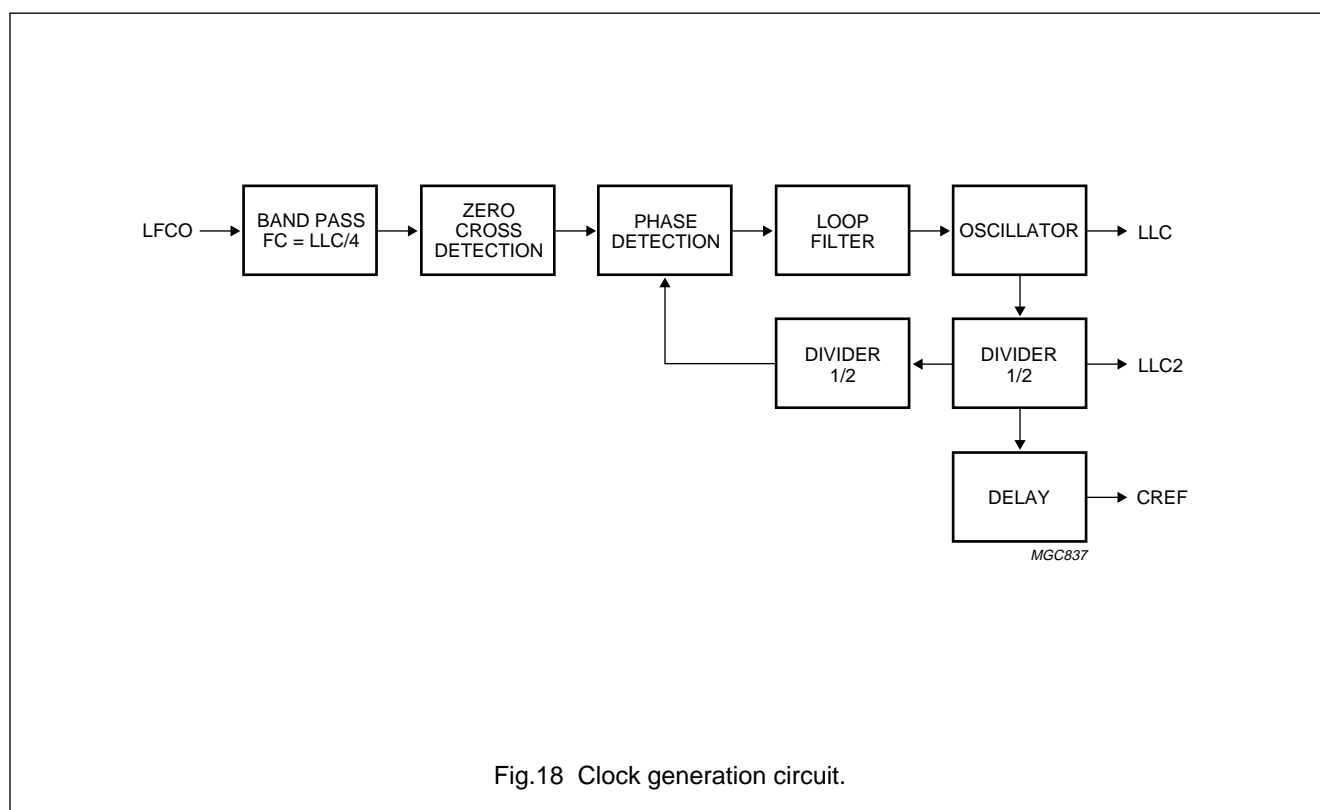 LFCO
BAND PASS
FC = LLC/4
ZERO
CROSS
DETECTION
PHASE
DETECTION
LOOP
FILTER
OSCILLATOR
LLC
DIVIDER
1/2
DIVIDER
1/2
LLC2
DELAY
CREF
MGC837
Fig.18 Clock generation circuit.